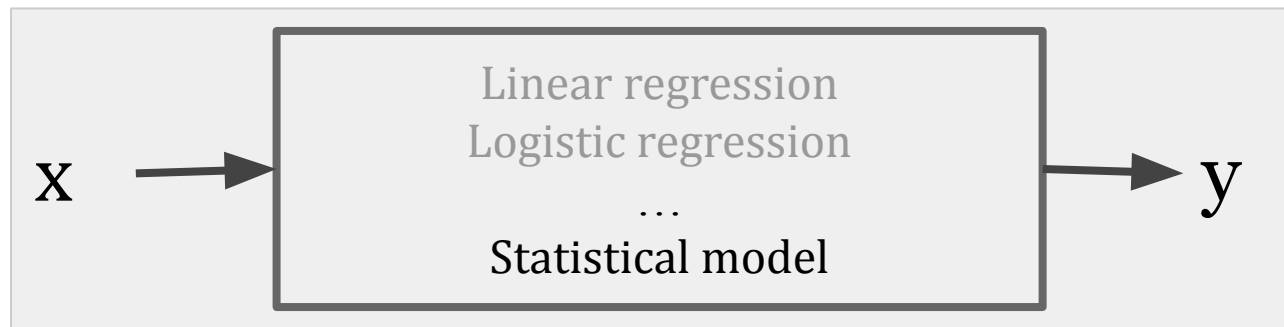 x
Linear regression
Logistic regression
...
Statistical model
y